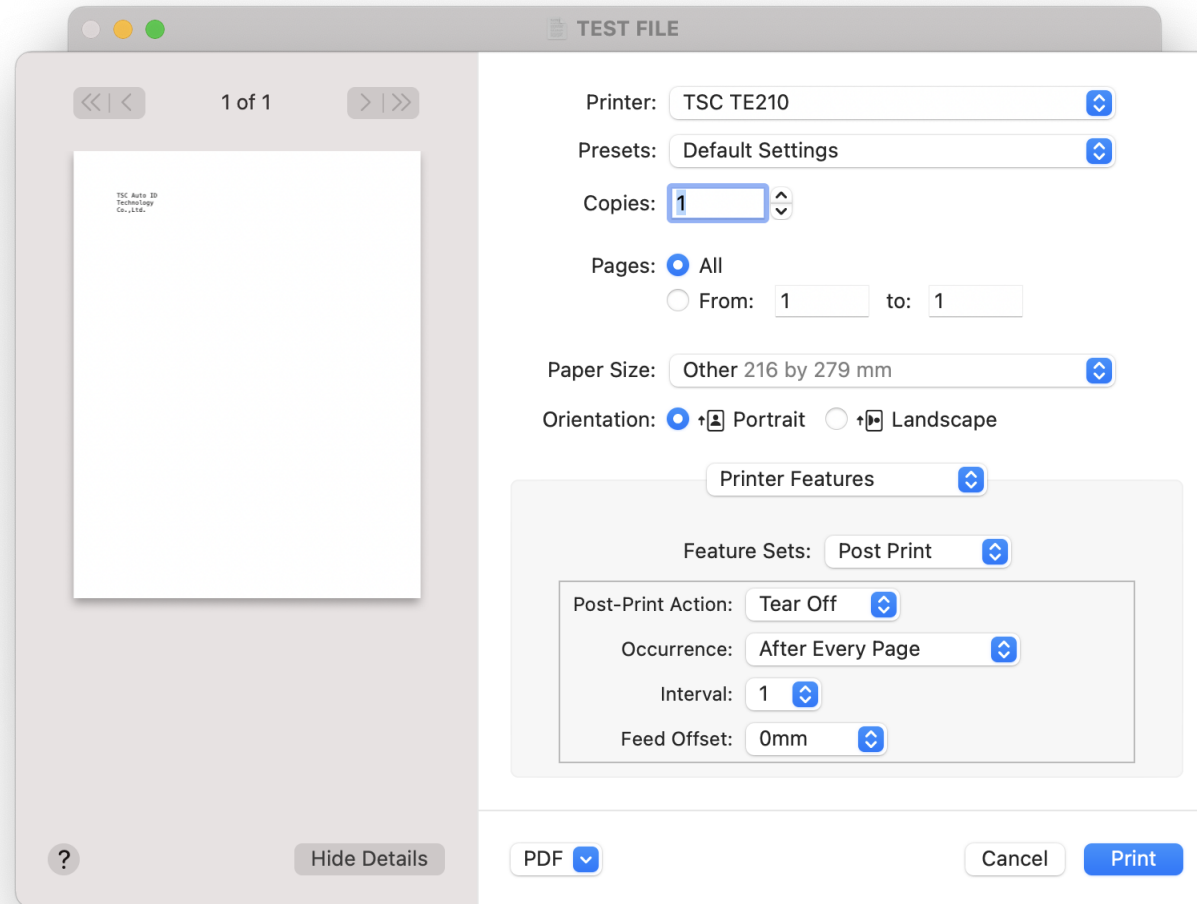 TEST FILE
1 of 1
TSC Auto ID
Technology
Co.,Ltd.
Printer: TSC TE210
Presets: Default Settings
Copies: 1
Pages: All
From: 1 to: 1
Paper Size: Other 216 by 279 mm
Orientation: Portrait Landscape
Printer Features
Feature Sets: Post Print
Post-Print Action: Tear Off
Occurrence: After Every Page
Interval: 1
Feed Offset: 0mm
? Hide Details PDF Cancel Print